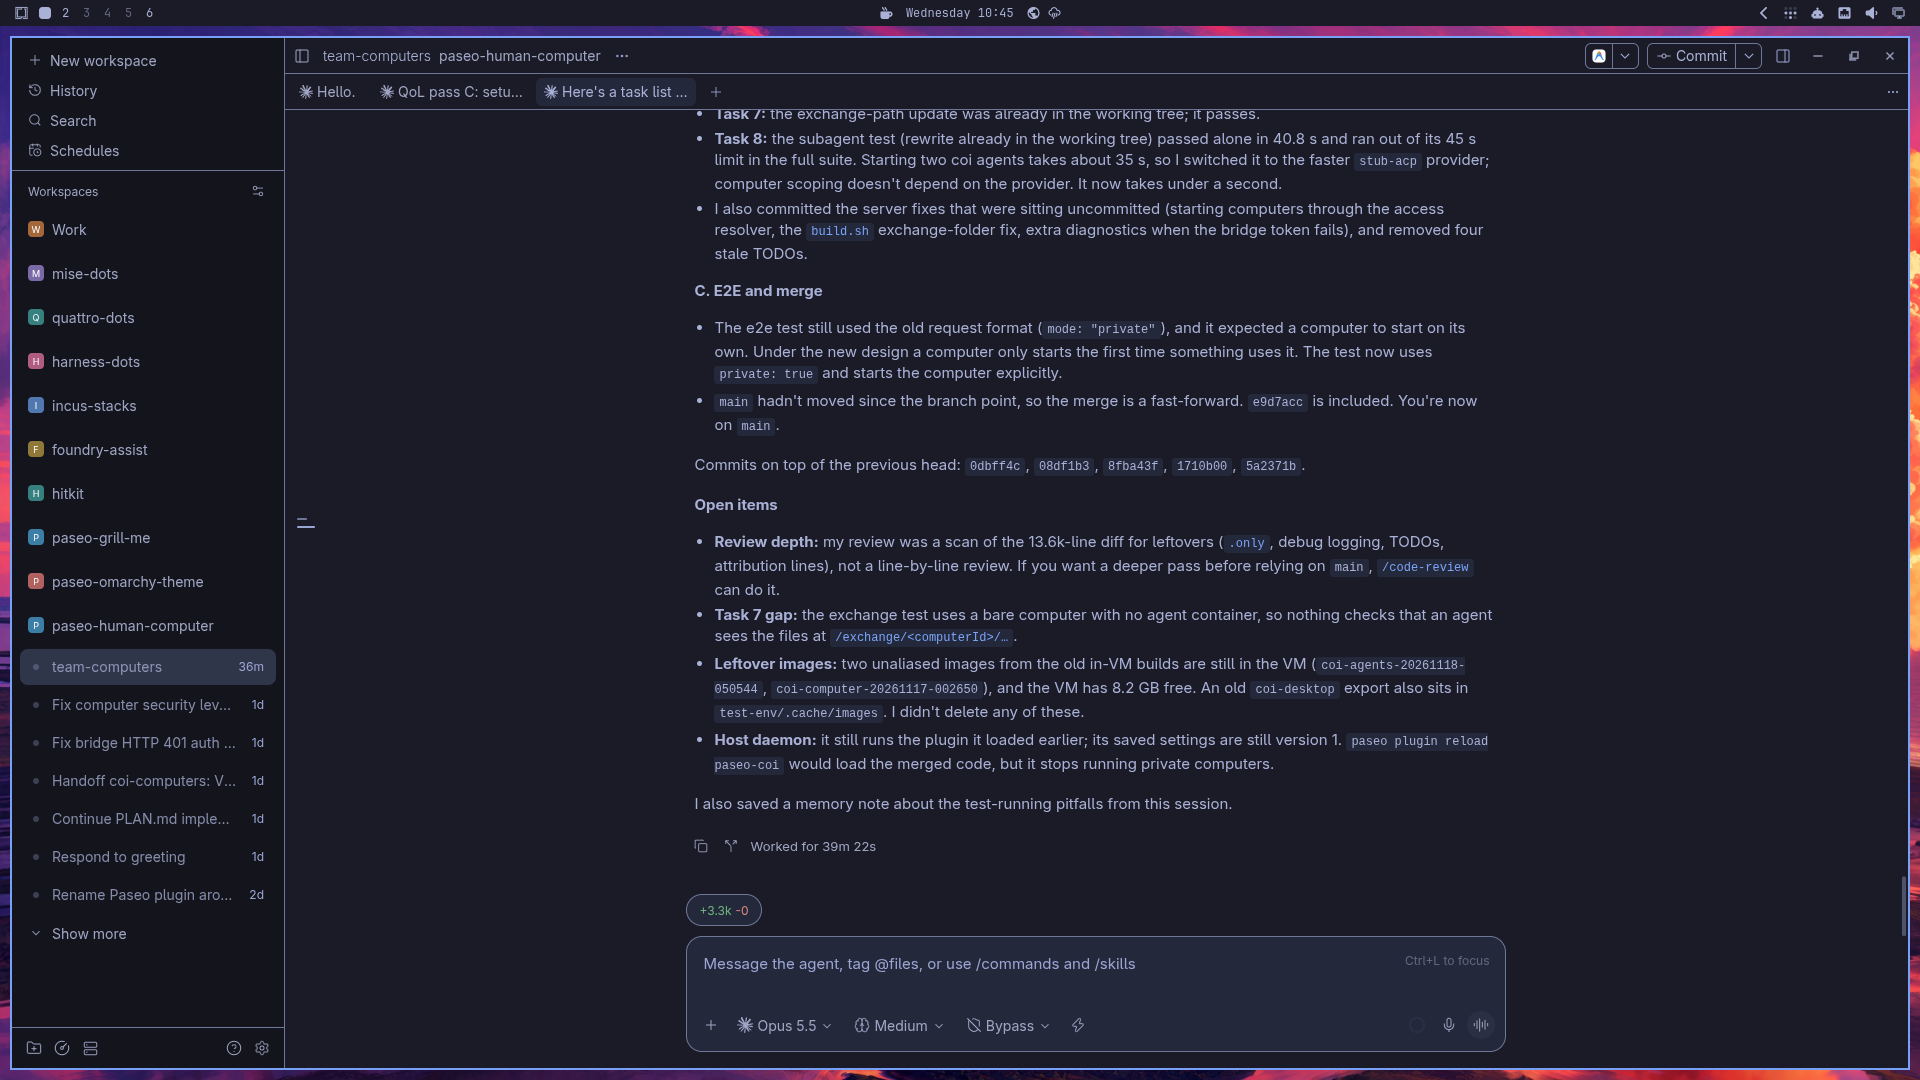 2 3 4 5 6
Wednesday 10:45
New workspace
History
Search
Schedules
Workspaces
W Work
M mise-dots
Q quattro-dots
H harness-dots
I incus-stacks
F foundry-assist
H hitkit
P paseo-grill-me
P paseo-omarchy-theme
P paseo-human-computer
team-computers 36m
Fix computer security lev... 1d
Fix bridge HTTP 401 auth ... 1d
Handoff coi-computers: V... 1d
Continue PLAN.md imple... 1d
Respond to greeting 1d
Rename Paseo plugin aro... 2d
Show more
team-computers paseo-human-computer ...
Commit
Hello.
QoL pass C: setu...
Here's a task list ...
Task 7: the exchange-path update was already in the working tree; it passes.
Task 8: the subagent test (rewrite already in the working tree) passed alone in 40.8 s and ran out of its 45 s
limit in the full suite. Starting two coi agents takes about 35 s, so I switched it to the faster stub-acp provider;
computer scoping doesn't depend on the provider. It now takes under a second.
I also committed the server fixes that were sitting uncommitted (starting computers through the access
resolver, the build.sh exchange-folder fix, extra diagnostics when the bridge token fails), and removed four
stale TODOs.
C. E2E and merge
The e2e test still used the old request format (mode: "private"), and it expected a computer to start on its
own. Under the new design a computer only starts the first time something uses it. The test now uses
private: true and starts the computer explicitly.
main hadn't moved since the branch point, so the merge is a fast-forward. e9d7acc is included. You're now
on main.
Commits on top of the previous head: 0dbff4c, 08df1b3, 8fba43f, 1710b00, 5a2371b.
Open items
Review depth: my review was a scan of the 13.6k-line diff for leftovers (.only, debug logging, TODOs,
attribution lines), not a line-by-line review. If you want a deeper pass before relying on main, /code-review
can do it.
Task 7 gap: the exchange test uses a bare computer with no agent container, so nothing checks that an agent
sees the files at /exchange/<computerId>/….
Leftover images: two unaliased images from the old in-VM builds are still in the VM (coi-agents-20261118-
050544, coi-computer-20261117-002650), and the VM has 8.2 GB free. An old coi-desktop export also sits in
test-env/.cache/images. I didn't delete any of these.
Host daemon: it still runs the plugin it loaded earlier; its saved settings are still version 1. paseo plugin reload
paseo-coi would load the merged code, but it stops running private computers.
I also saved a memory note about the test-running pitfalls from this session.
Worked for 39m 22s
+3.3k -0
Message the agent, tag @files, or use /commands and /skills
Ctrl+L to focus
Opus 5.5 Medium Bypass